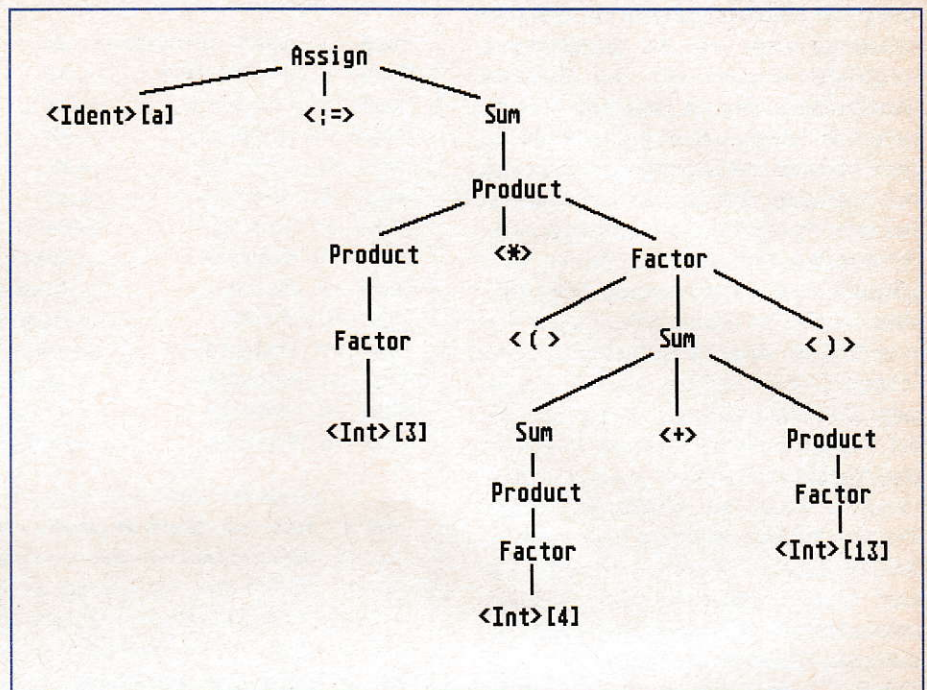 Assign
<Ident>[a] <:=> Sum
Product
Product <*> Factor
Factor <(> Sum <)>
<Int>[3] Sum <+> Product
Product Factor
Factor <Int>[13]
<Int>[4]